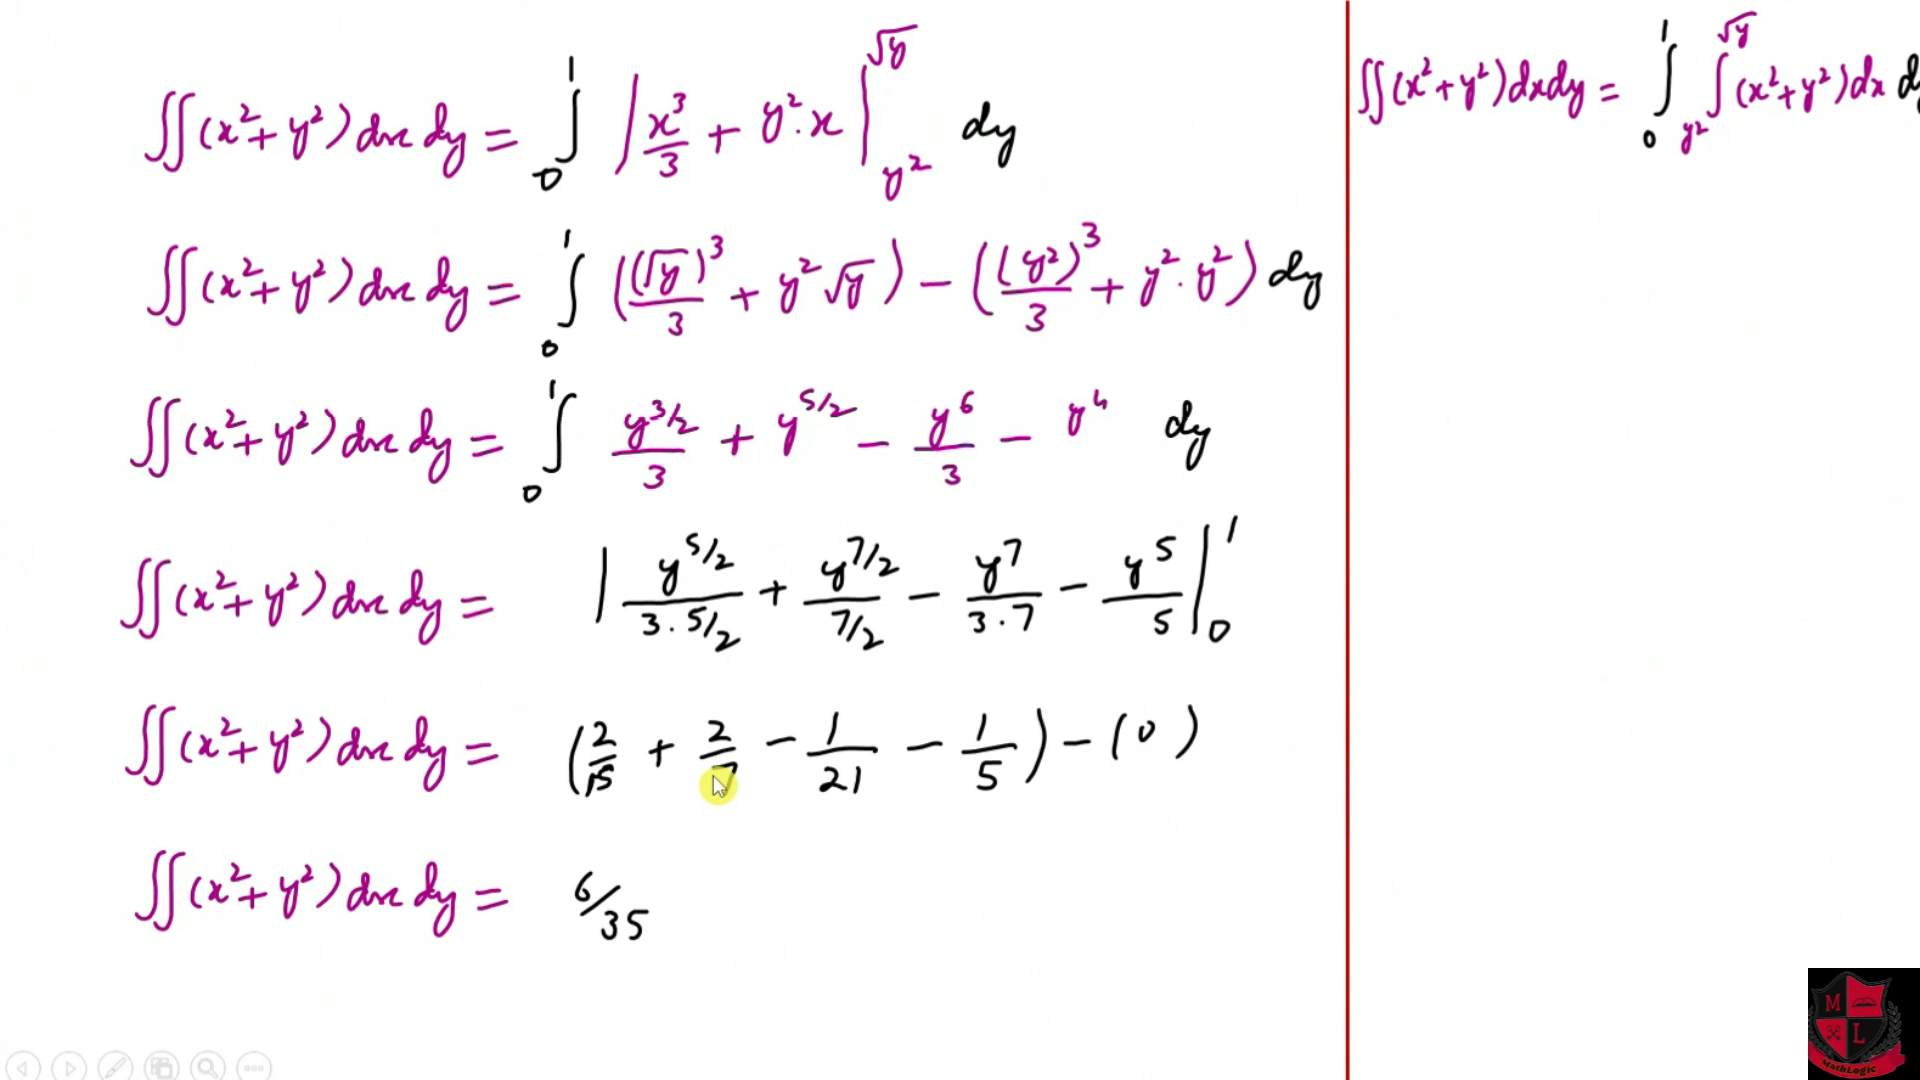 ∬(x²+y²)dx dy = ∫₀¹ |x³/3 + y².x|_{y²}^{√y} dy
∬(x²+y²)dx dy = ∫₀¹ ((√y)³/3 + y²√y) − ((y²)³/3 + y².y²) dy
∬(x²+y²)dx dy = ∫₀¹ y^{3/2}/3 + y^{5/2} − y⁶/3 − y⁴ dy
∬(x²+y²)dx dy = |y^{5/2}/(3.5/2) + y^{7/2}/(7/2) − y⁷/(3.7) − y⁵/5|₀¹
∬(x²+y²)dx dy = (2/15 + 2/7 − 1/21 − 1/5) − (0)
∬(x²+y²)dx dy = 6/35
∬(x²+y²)dxdy = ∫₀¹ ∫_{y²}^{√y} (x²+y²)dx dy
M
L
MathLogic